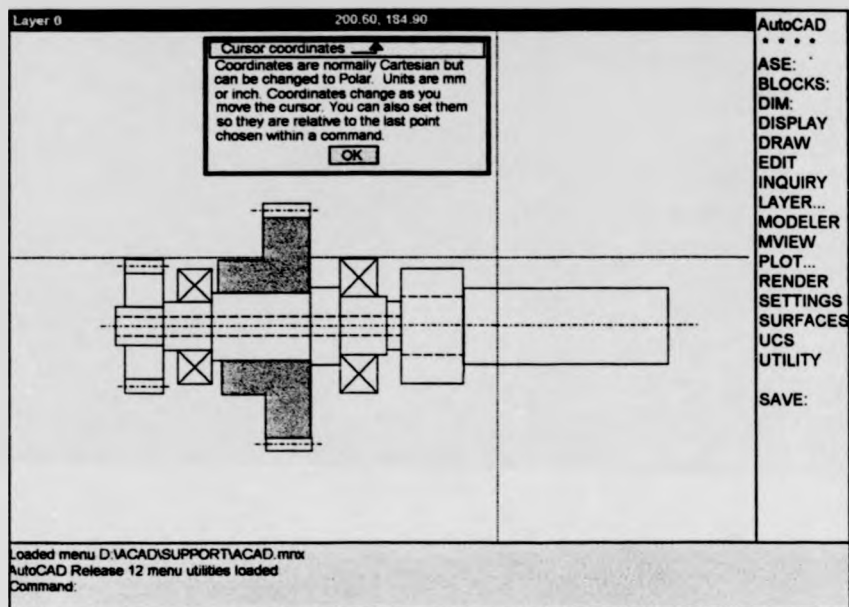 Layer 0
200.60, 184.90
Cursor coordinates
Coordinates are normally Cartesian but
can be changed to Polar. Units are mm
or inch. Coordinates change as you
move the cursor. You can also set them
so they are relative to the last point
chosen within a command.
OK
AutoCAD
* * * *
ASE:
BLOCKS:
DIM:
DISPLAY
DRAW
EDIT
INQUIRY
LAYER...
MODELER
MVIEW
PLOT...
RENDER
SETTINGS
SURFACES
UCS
UTILITY
SAVE:
Loaded menu D:\ACAD\SUPPORT\ACAD.mnx
AutoCAD Release 12 menu utilities loaded
Command: